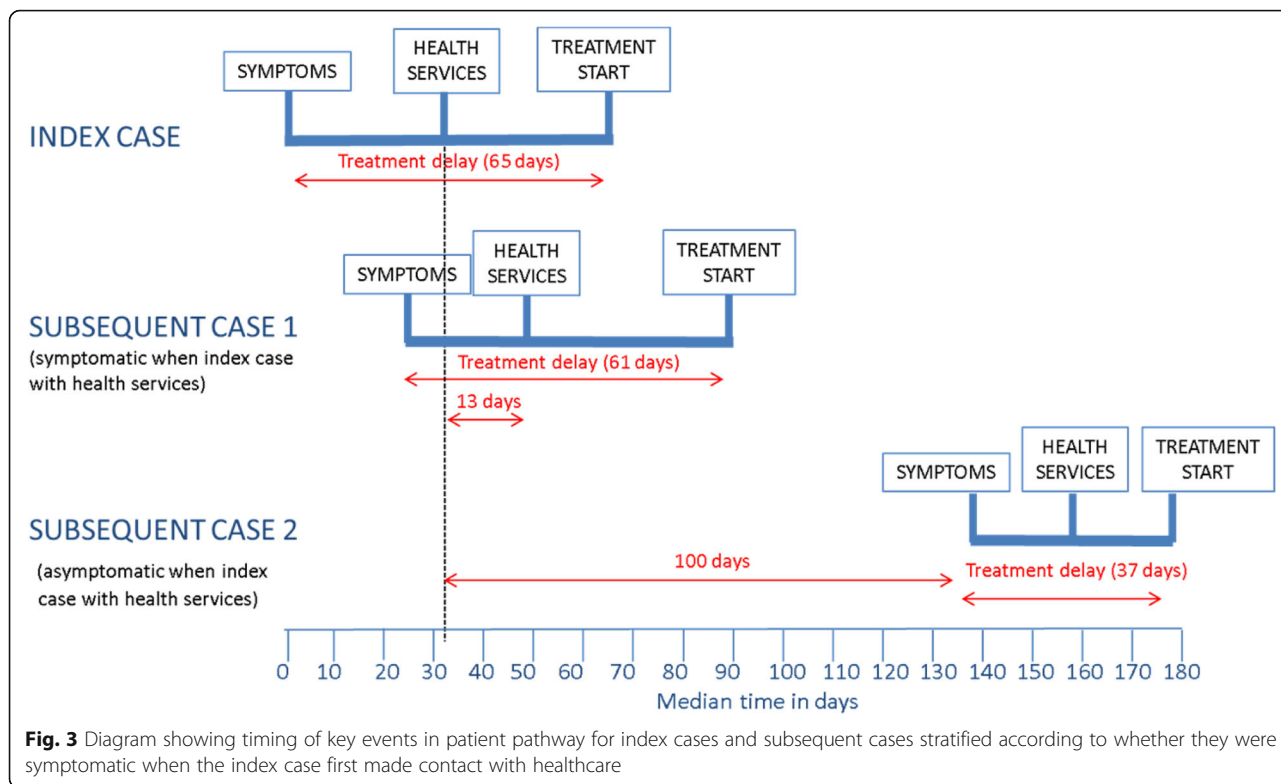 SYMPTOMS
HEALTH
SERVICES
TREATMENT
START
INDEX CASE
Treatment delay (65 days)
SYMPTOMS
HEALTH
SERVICES
TREATMENT
START
SUBSEQUENT CASE 1
(symptomatic when index case
with health services)
Treatment delay (61 days)
13 days
SYMPTOMS
HEALTH
SERVICES
TREATMENT
START
SUBSEQUENT CASE 2
(asymptomatic when index
case with health services)
100 days
Treatment delay (37 days)
0 10 20 30 40 50 60 70 80 90 100 110 120 130 140 150 160 170 180
Median time in days
Fig. 3 Diagram showing timing of key events in patient pathway for index cases and subsequent cases stratified according to whether they were
symptomatic when the index case first made contact with healthcare